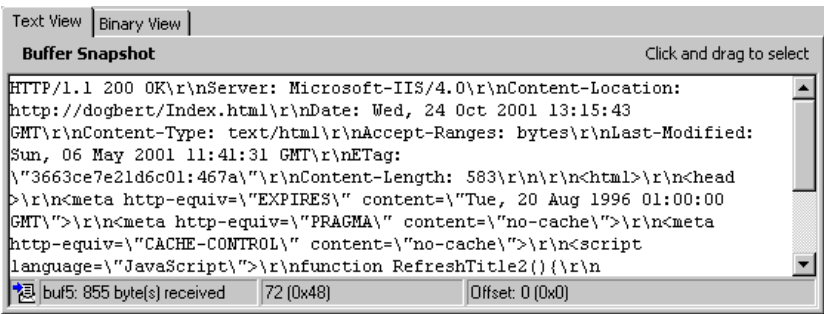 Text View Binary View
Buffer Snapshot Click and drag to select
HTTP/1.1 200 OK\r\nServer: Microsoft-IIS/4.0\r\nContent-Location:
http://dogbert/Index.html\r\nDate: Wed, 24 Oct 2001 13:15:43
GMT\r\nContent-Type: text/html\r\nAccept-Ranges: bytes\r\nLast-Modified:
Sun, 06 May 2001 11:41:31 GMT\r\nETag:
\"3663ce7e21d6c01:467a\"\r\nContent-Length: 583\r\n\r\n<html>\r\n<head
>\r\n<meta http-equiv=\"EXPIRES\" content=\"Tue, 20 Aug 1996 01:00:00
GMT\">\r\n<meta http-equiv=\"PRAGMA\" content=\"no-cache\">\r\n<meta
http-equiv=\"CACHE-CONTROL\" content=\"no-cache\">\r\n<script
language=\"JavaScript\">\r\nfunction RefreshTitle2(){\r\n
buf5: 855 byte(s) received 72 (0x48) Offset: 0 (0x0)